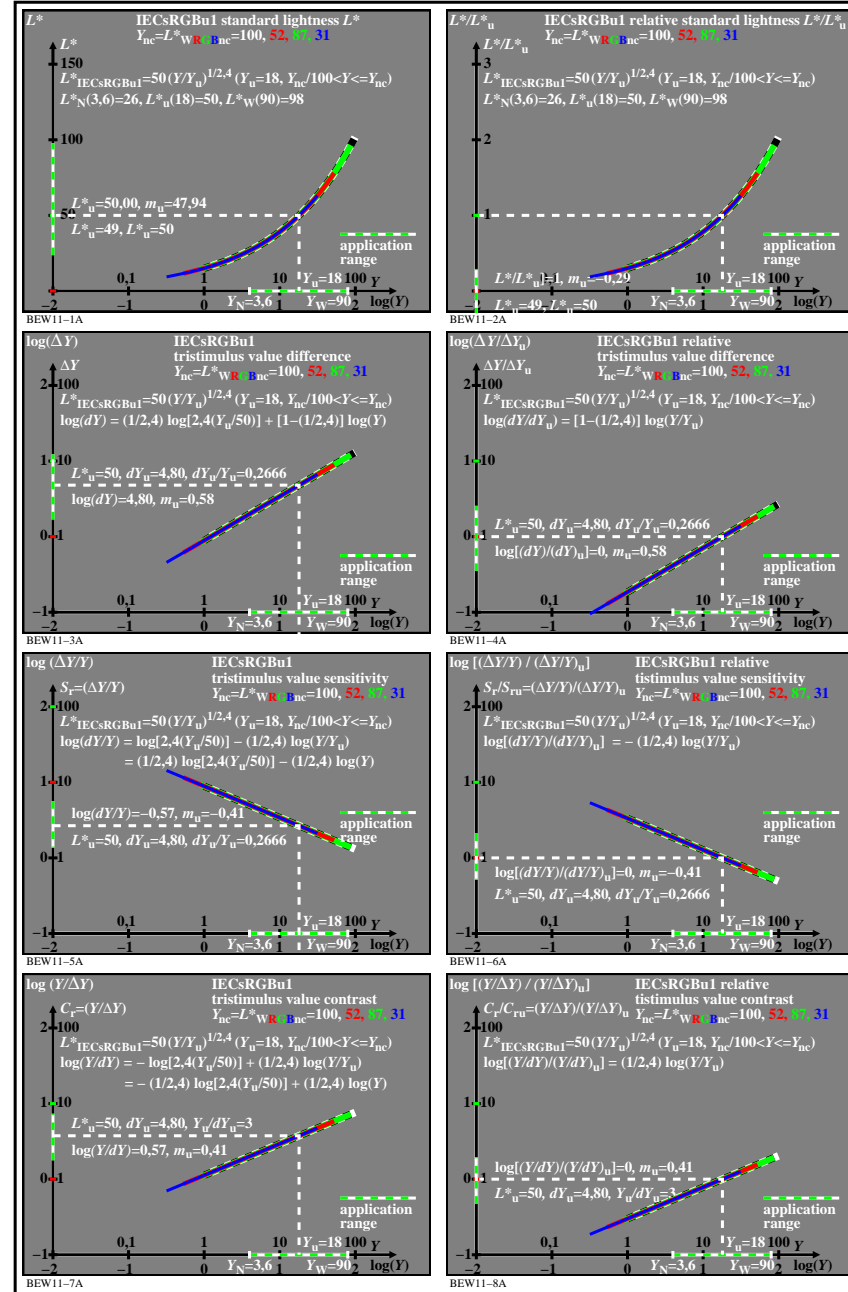 L*
IECsRGBu1 standard lightness L*
Ync=L*WRGBnc=100, 52, 87, 31
L*
150
L*IECsRGBu1=50(Y/Yu)1/2,4 (Yu=18, Ync/100<Y<=Ync)
L*N(3,6)=26, L*u(18)=50, L*W(90)=98
100
L*u=50,00, mu=47,94
50
L*u=49, L*u=50
application
range
0,1 1 10 Yu=18 100 Y
−2 −1 0 1 YN=3,6 YW=90 2 log(Y)
BEW11−1A
L*/L*u
IECsRGBu1 relative standard lightness L*/L*u
Ync=L*WRGBnc=100, 52, 87, 31
L*/L*u
3
L*IECsRGBu1=50(Y/Yu)1/2,4 (Yu=18, Ync/100<Y<=Ync)
L*N(3,6)=26, L*u(18)=50, L*W(90)=98
2
1
application
range
L*/L*u]=1, mu=−0,29
0,1 1 10 Yu=18 100 Y
L*u=49, L*u=50
−2 −1 0 1 YN=3,6 YW=90 2 log(Y)
BEW11−2A
log(ΔY)
IECsRGBu1
tristimulus value difference
ΔY
Ync=L*WRGBnc=100, 52, 87, 31
2 100
L*IECsRGBu1=50(Y/Yu)1/2,4 (Yu=18, Ync/100<Y<=Ync)
log(dY) = (1/2,4) log[2,4(Yu/50)] + [1−(1/2,4)] log(Y)
1 10
L*u=50, dYu=4,80, dYu/Yu=0,2666
log(dY)=4,80, mu=0,58
0 1
application
range
−1
0,1 1 10 Yu=18 100 Y
−2 −1 0 1 YN=3,6 YW=90 2 log(Y)
BEW11−3A
log(ΔY/ΔYu)
IECsRGBu1 relative
tristimulus value difference
ΔY/ΔYu
Ync=L*WRGBnc=100, 52, 87, 31
2 100
L*IECsRGBu1=50(Y/Yu)1/2,4 (Yu=18, Ync/100<Y<=Ync)
log(dY/dYu) = [1−(1/2,4)] log(Y/Yu)
1 10
L*u=50, dYu=4,80, dYu/Yu=0,2666
0 1
log[(dY)/(dY)u]=0, mu=0,58
application
range
−1
0,1 1 10 Yu=18 100 Y
−2 −1 0 1 YN=3,6 YW=90 2 log(Y)
BEW11−4A
log (ΔY/Y)
IECsRGBu1
tristimulus value sensitivity
Sr=(ΔY/Y)
Ync=L*WRGBnc=100, 52, 87, 31
2 100
L*IECsRGBu1=50(Y/Yu)1/2,4 (Yu=18, Ync/100<Y<=Ync)
log(dY/Y) = log[2,4(Yu/50)] − (1/2,4) log(Y/Yu)
= (1/2,4) log[2,4(Yu/50)] − (1/2,4) log(Y)
1 10
log(dY/Y)=−0,57, mu=−0,41
application
range
L*u=50, dYu=4,80, dYu/Yu=0,2666
0 1
−1
0,1 1 10 Yu=18 100 Y
−2 −1 0 1 YN=3,6 YW=90 2 log(Y)
BEW11−5A
log [(ΔY/Y) / (ΔY/Y)u]
IECsRGBu1 relative
tistimulus value sensitivity
Sr/Sru=(ΔY/Y)/(ΔY/Y)u
Ync=L*WRGBnc=100, 52, 87, 31
2 100
L*IECsRGBu1=50(Y/Yu)1/2,4 (Yu=18, Ync/100<Y<=Ync)
log[(dY/Y)/(dY/Y)u] = − (1/2,4) log(Y/Yu)
1 10
application
range
0 1
log[(dY/Y)/(dY/Y)u]=0, mu=−0,41
L*u=50, dYu=4,80, dYu/Yu=0,2666
−1
0,1 1 10 Yu=18 100 Y
−2 −1 0 1 YN=3,6 YW=90 2 log(Y)
BEW11−6A
log (Y/ΔY)
IECsRGBu1
tristimulus value contrast
Cr=(Y/ΔY)
Ync=L*WRGBnc=100, 52, 87, 31
2 100
L*IECsRGBu1=50(Y/Yu)1/2,4 (Yu=18, Ync/100<Y<=Ync)
log(Y/dY) = − log[2,4(Yu/50)] + (1/2,4) log(Y/Yu)
= − (1/2,4) log[2,4(Yu/50)] + (1/2,4) log(Y)
1 10
L*u=50, dYu=4,80, Yu/dYu=3
log(Y/dY)=0,57, mu=0,41
0 1
application
range
−1
0,1 1 10 Yu=18 100 Y
−2 −1 0 1 YN=3,6 YW=90 2 log(Y)
BEW11−7A
log [(Y/ΔY) / (Y/ΔY)u]
IECsRGBu1 relative
tistimulus value contrast
Cr/Cru=(Y/ΔY)/(Y/ΔY)u
Ync=L*WRGBnc=100, 52, 87, 31
2 100
L*IECsRGBu1=50(Y/Yu)1/2,4 (Yu=18, Ync/100<Y<=Ync)
log[(Y/dY)/(Y/dY)u] = (1/2,4) log(Y/Yu)
1 10
log[(Y/dY)/(Y/dY)u]=0, mu=0,41
0 1
L*u=50, dYu=4,80, Yu/dYu=3
application
range
−1
0,1 1 10 Yu=18 100 Y
−2 −1 0 1 YN=3,6 YW=90 2 log(Y)
BEW11−8A